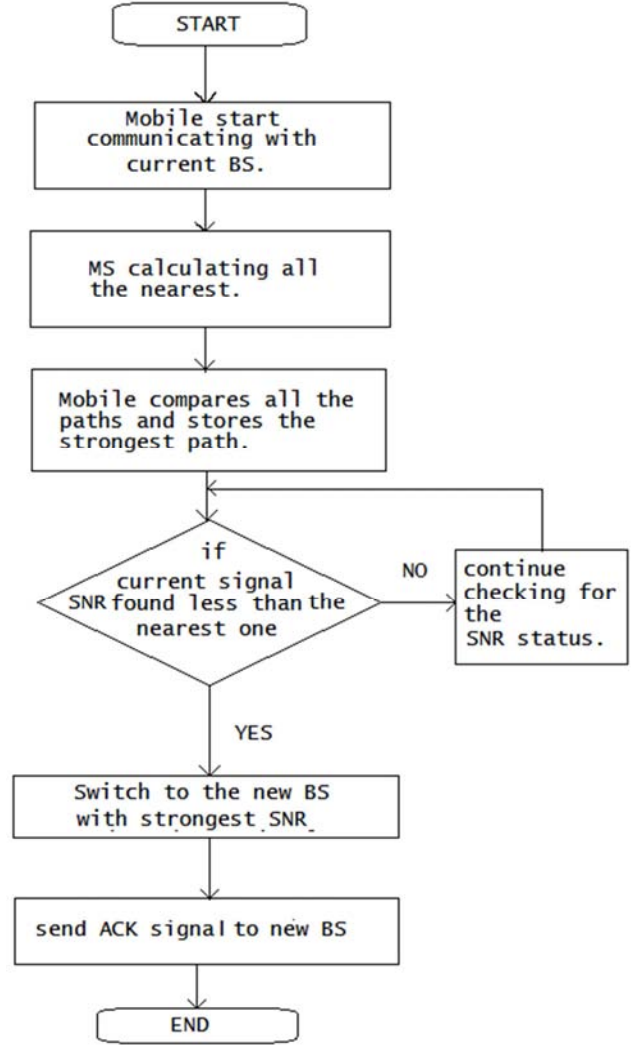 START
Mobile start
communicating with
current BS.
MS calculating all
the nearest.
Mobile compares all the
paths and stores the
strongest path.
if
current signal
SNR found less than the
nearest one
NO
continue
checking for
the
SNR status.
YES
Switch to the new BS
with strongest SNR
send ACK signal to new BS
END